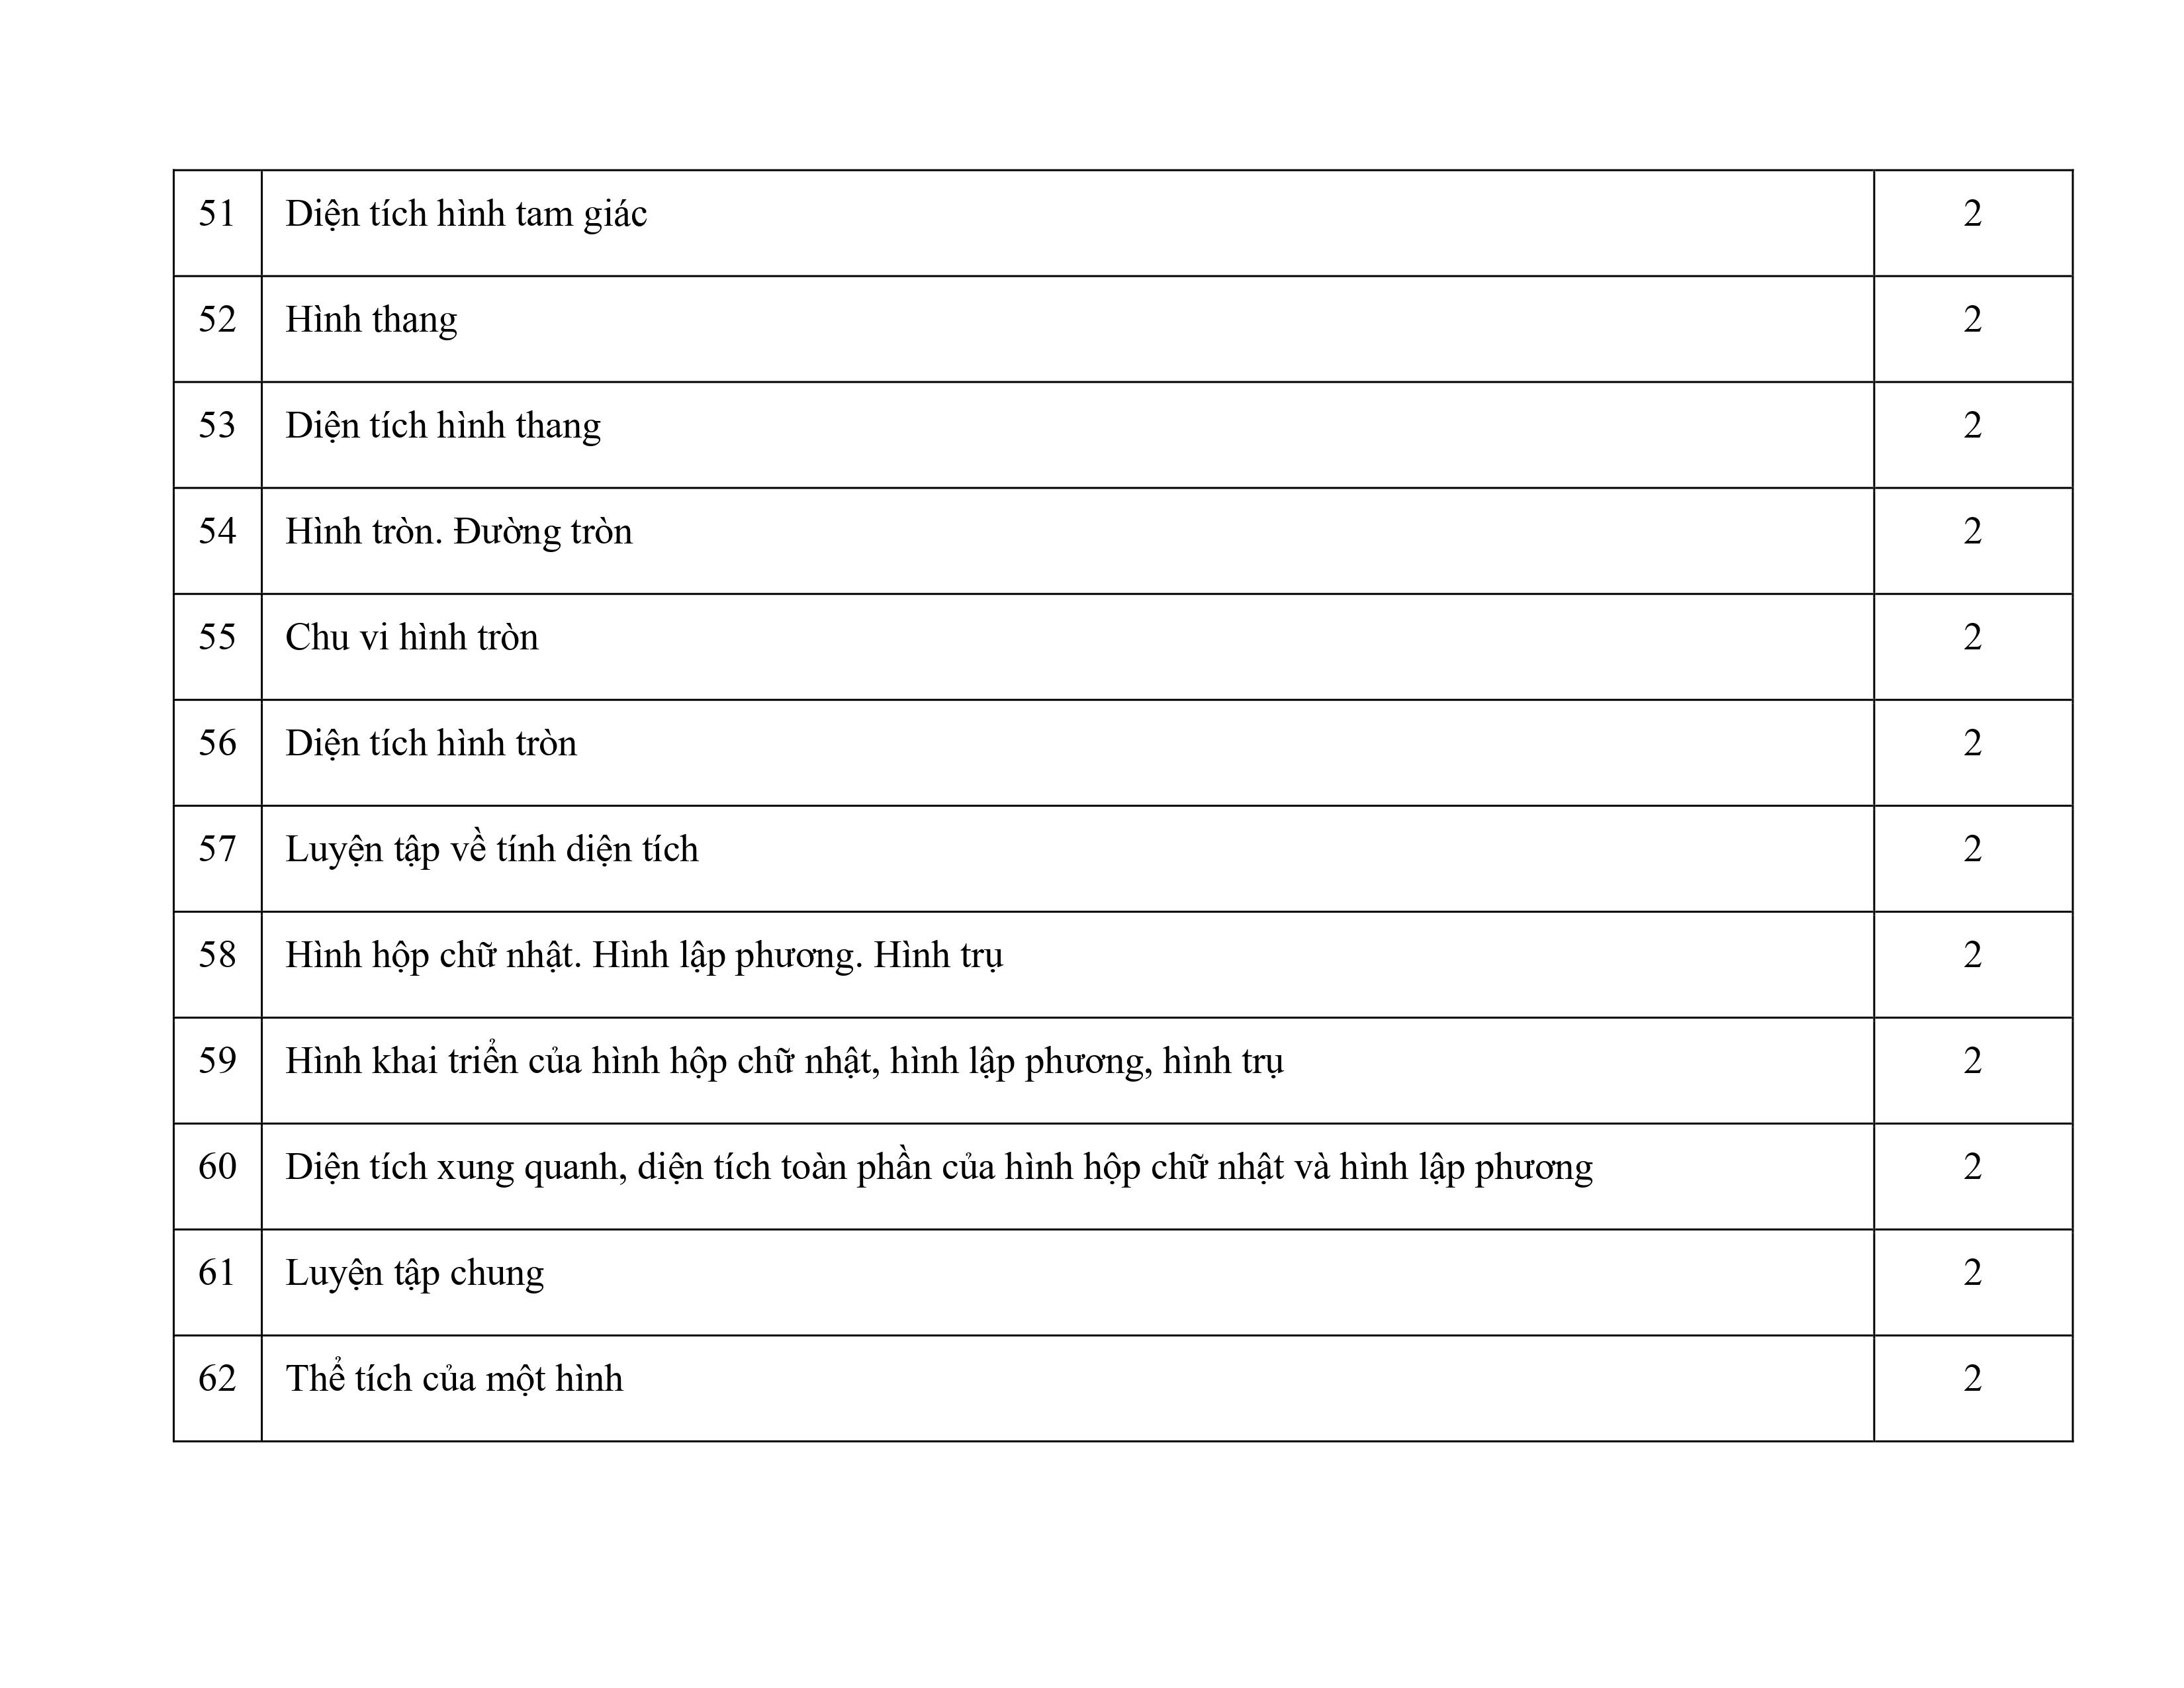 51 Diện tích hình tam giác 2
52 Hình thang 2
53 Diện tích hình thang 2
54 Hình tròn. Đường tròn 2
55 Chu vi hình tròn 2
56 Diện tích hình tròn 2
57 Luyện tập về tính diện tích 2
58 Hình hộp chữ nhật. Hình lập phương. Hình trụ 2
59 Hình khai triển của hình hộp chữ nhật, hình lập phương, hình trụ 2
60 Diện tích xung quanh, diện tích toàn phần của hình hộp chữ nhật và hình lập phương 2
61 Luyện tập chung 2
62 Thể tích của một hình 2